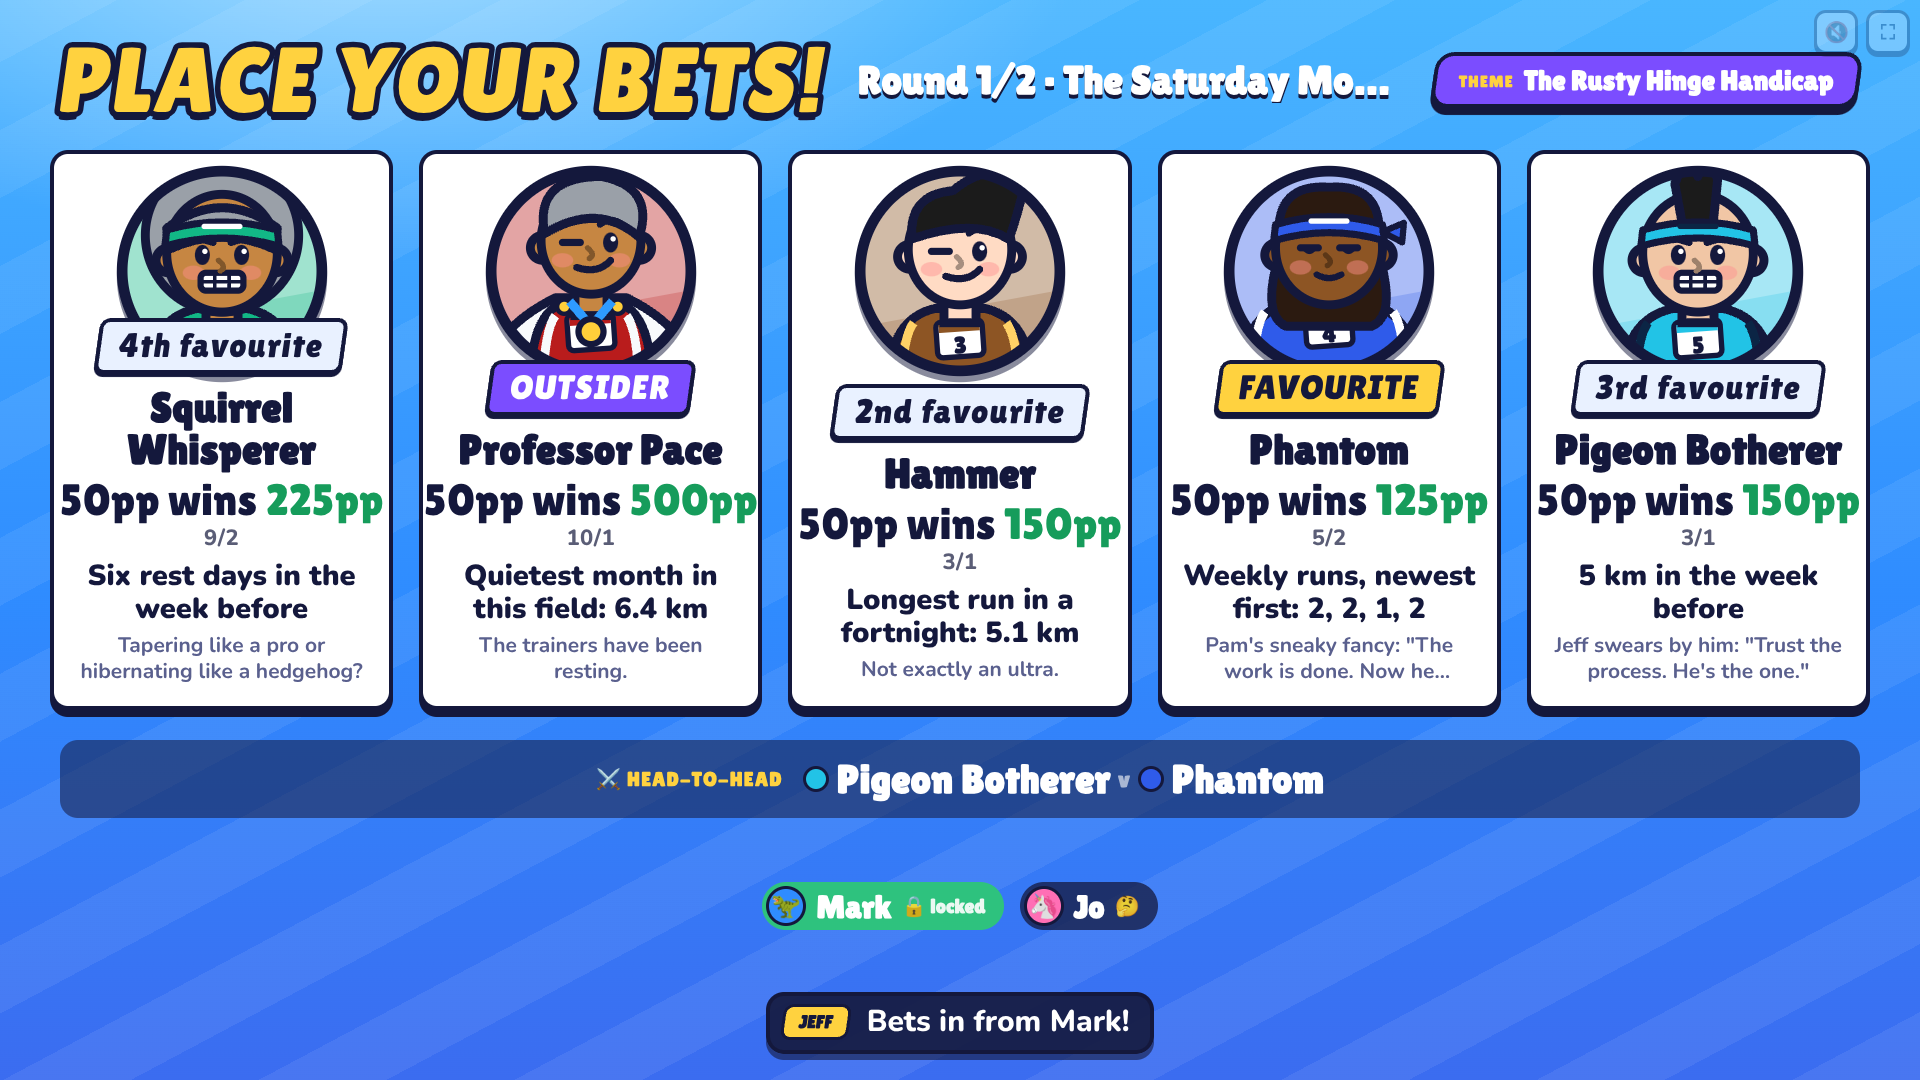 PLACE YOUR BETS!
Round 1/2 · The Saturday Mo...
THEME The Rusty Hinge Handicap
4th favourite
Squirrel
Whisperer
50pp wins 225pp
9/2
Six rest days in the
week before
Tapering like a pro or
hibernating like a hedgehog?
OUTSIDER
Professor Pace
50pp wins 500pp
10/1
Quietest month in
this field: 6.4 km
The trainers have been
resting.
3
2nd favourite
Hammer
50pp wins 150pp
3/1
Longest run in a
fortnight: 5.1 km
Not exactly an ultra.
4
FAVOURITE
Phantom
50pp wins 125pp
5/2
Weekly runs, newest
first: 2, 2, 1, 2
Pam's sneaky fancy: "The
work is done. Now he...
5
3rd favourite
Pigeon Botherer
50pp wins 150pp
3/1
5 km in the week
before
Jeff swears by him: "Trust the
process. He's the one."
HEAD-TO-HEAD Pigeon Botherer v Phantom
Mark locked
Jo
JEFF Bets in from Mark!